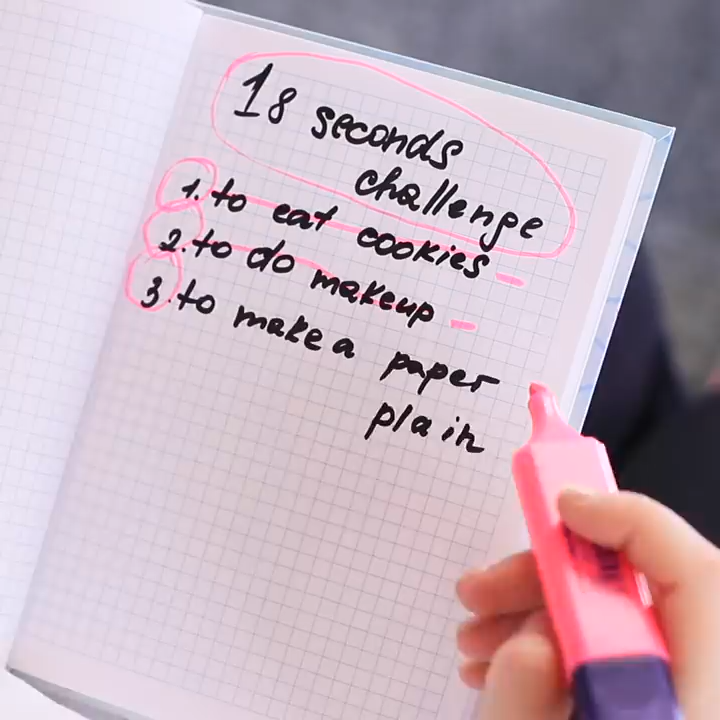 18 seconds
challenge
1. to eat cookies
2. to do makeup
3. to make a paper
plain